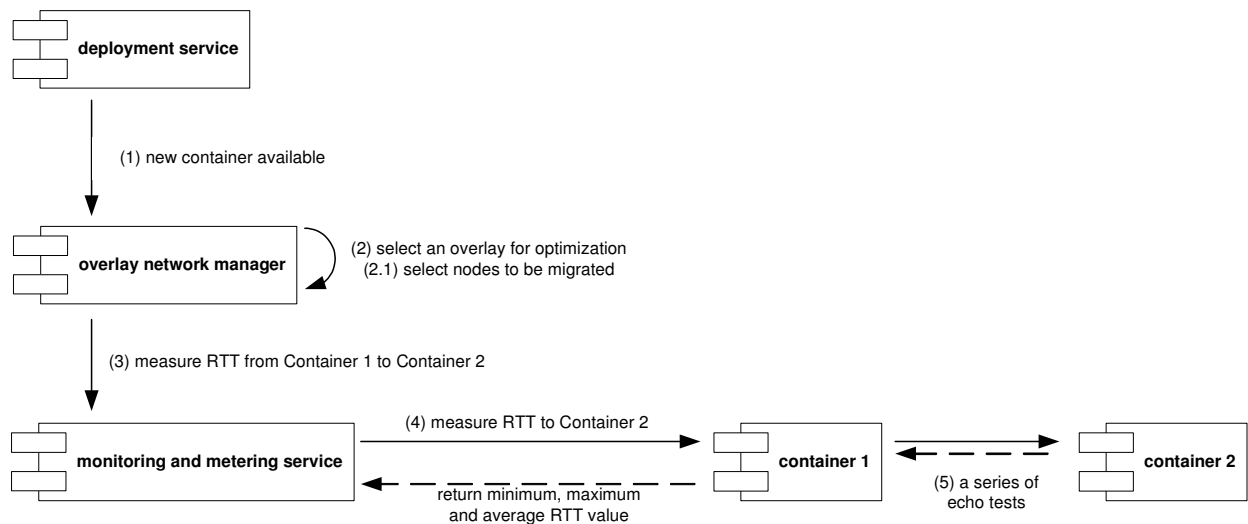 deployment service
(1) new container available
overlay network manager
(2) select an overlay for optimization
(2.1) select nodes to be migrated
(3) measure RTT from Container 1 to Container 2
monitoring and metering service
(4) measure RTT to Container 2
return minimum, maximum
and average RTT value
container 1
(5) a series of
echo tests
container 2